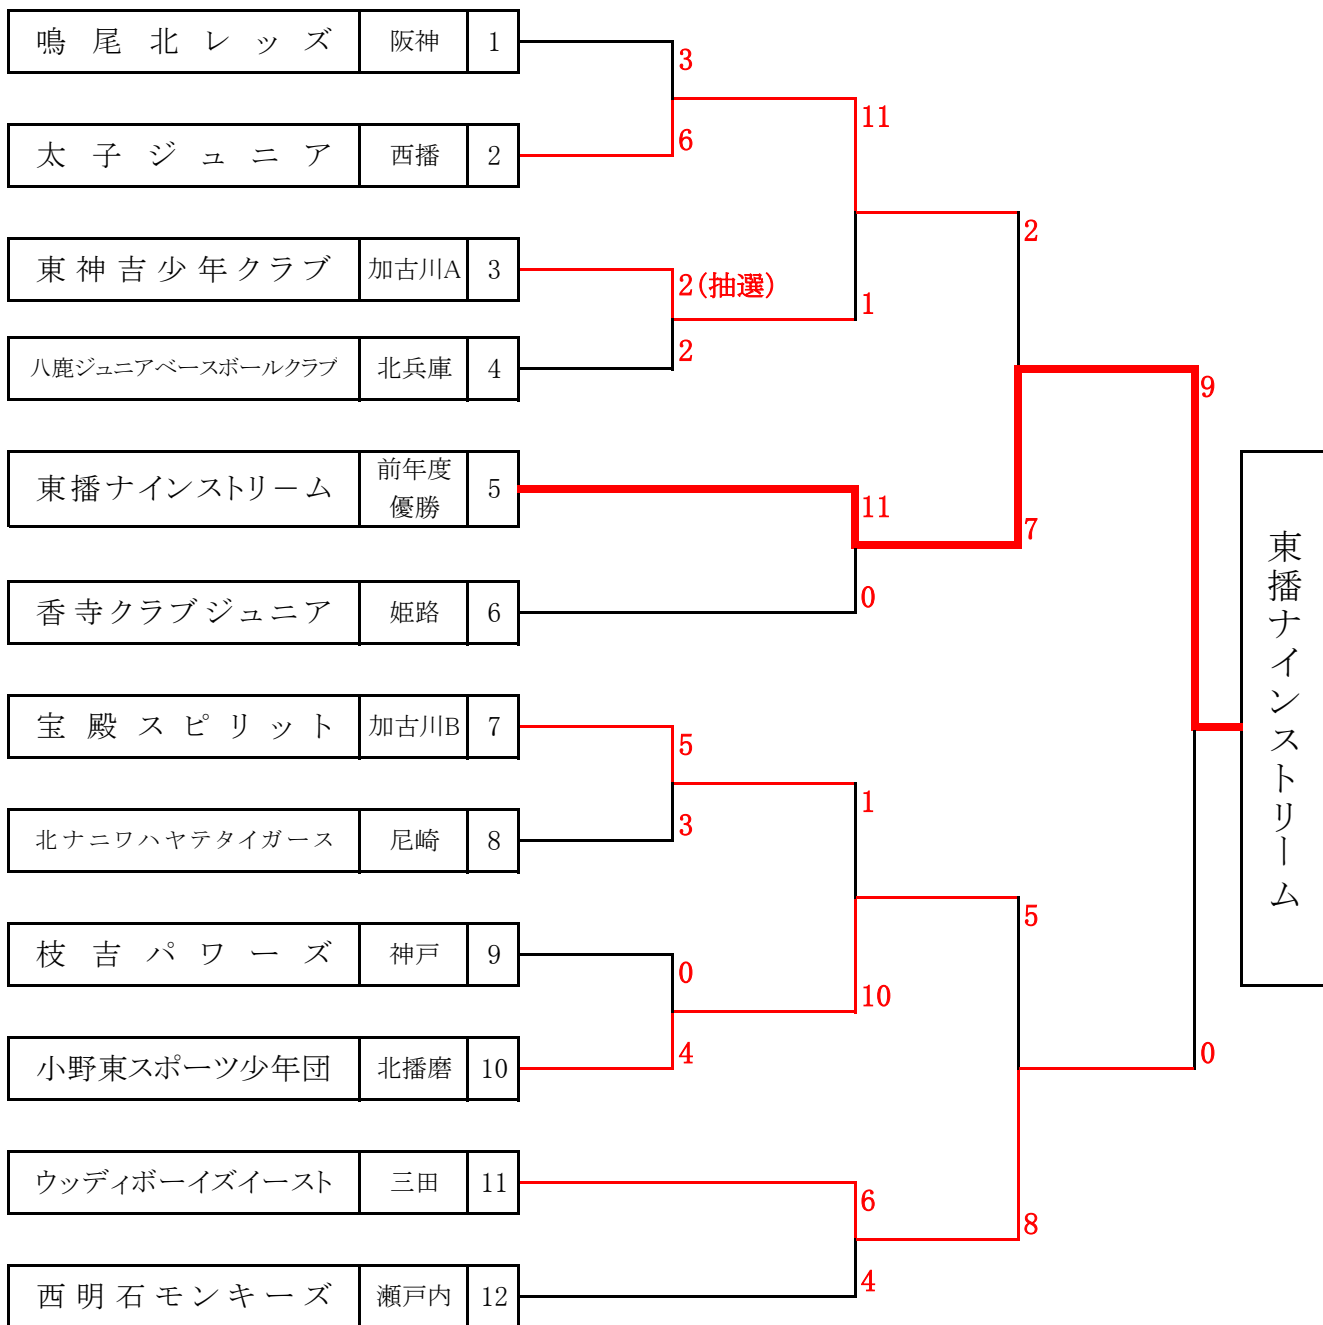 鳴尾北レッズ 阪神 1
3
太子ジュニア 西播 2
6
11
東神吉少年クラブ 加古川A 3
2(抽選)
八鹿ジュニアベースボールクラブ 北兵庫 4
2
1
2
東播ナインストリーム 前年度
優勝 5
11
香寺クラブジュニア 姫路 6
0
7
9
宝殿スピリット 加古川B 7
5
北ナニワハヤテタイガース 尼崎 8
3
1
枝吉パワーズ 神戸 9
0
小野東スポーツ少年団 北播磨 10
4
10
5
ウッディボーイズイースト 三田 11
6
西明石モンキーズ 瀬戸内 12
4
8
0
東播ナインストリーム